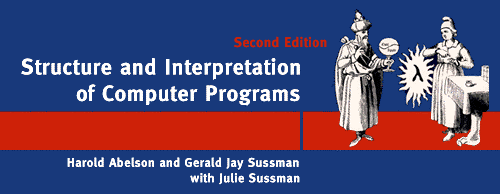 Second Edition
Structure and Interpretation
of Computer Programs
λ
Harold Abelson and Gerald Jay Sussman
with Julie Sussman